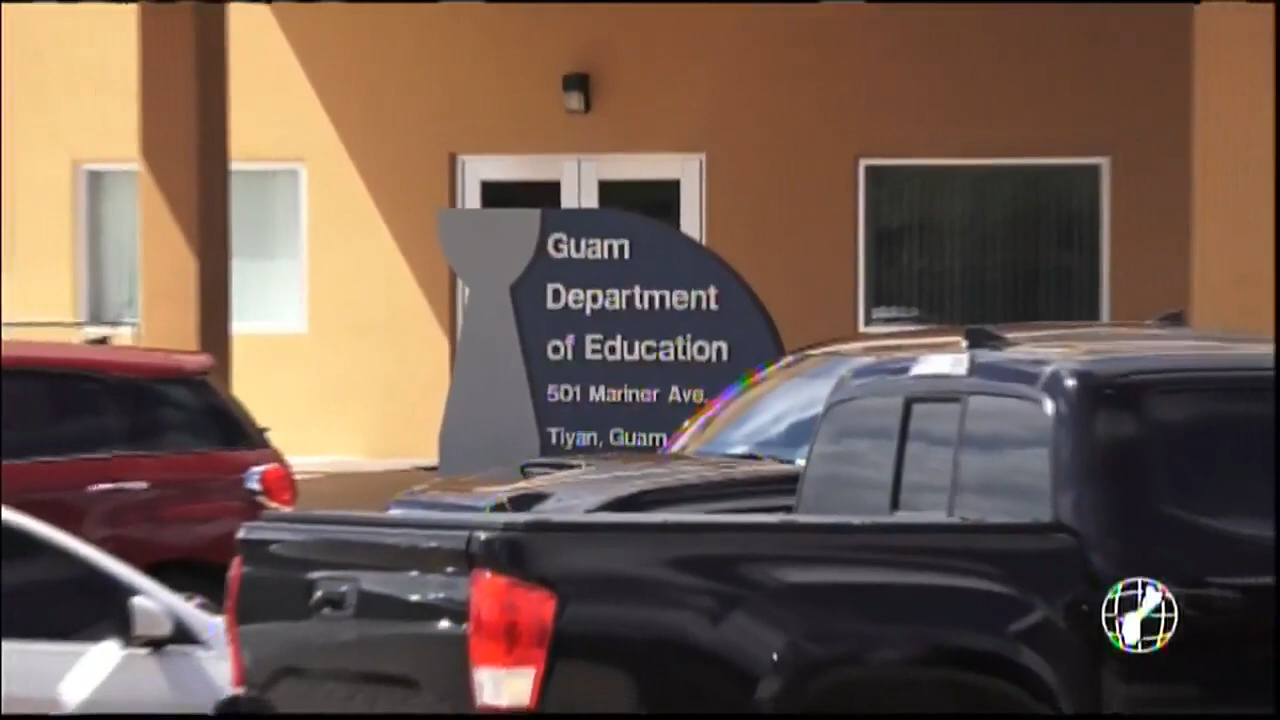 Guam
Department
of Education
501 Mariner Ave.
Tiyan, Guam